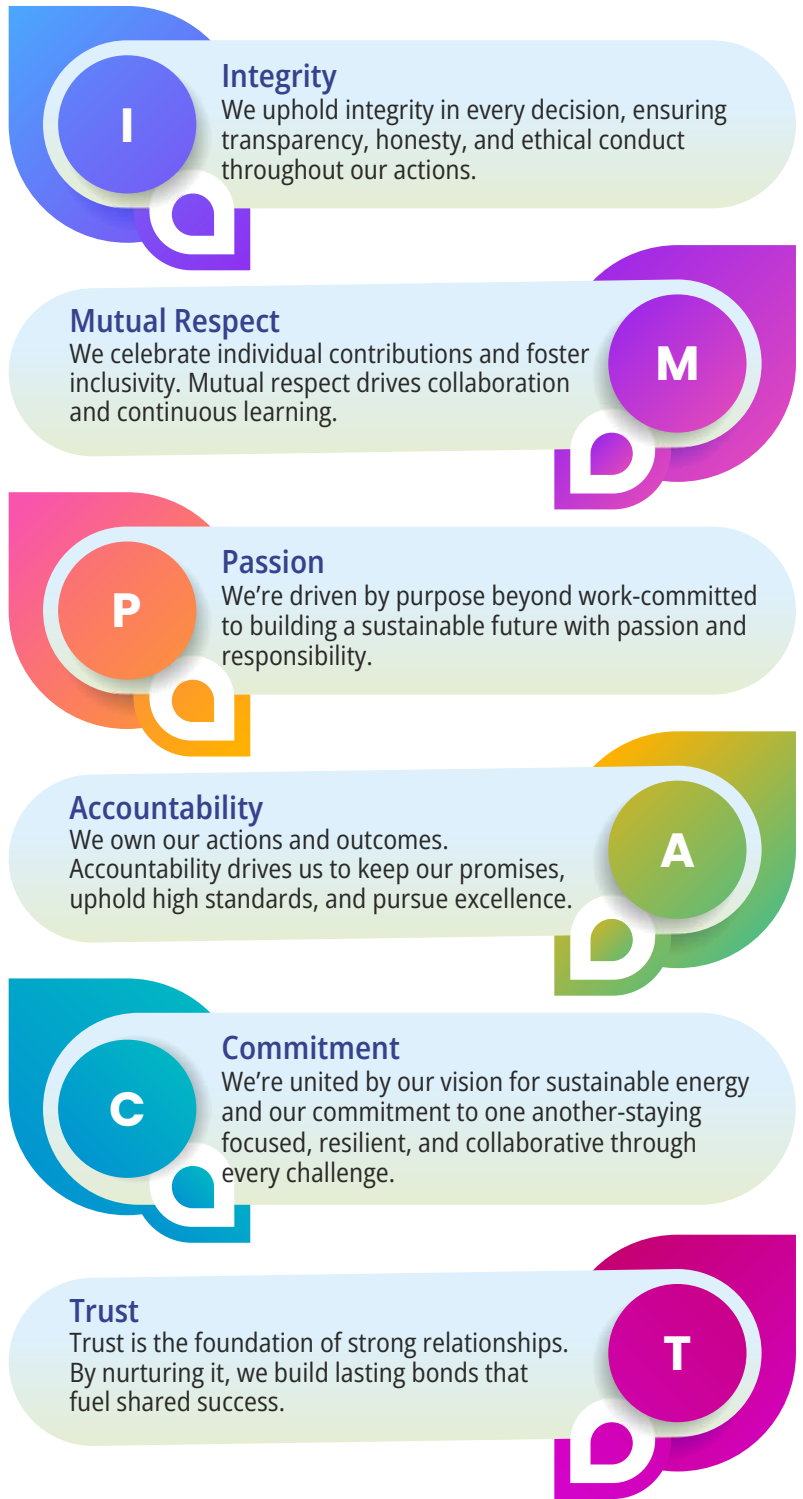 I
Integrity
We uphold integrity in every decision, ensuring
transparency, honesty, and ethical conduct
throughout our actions.
M
Mutual Respect
We celebrate individual contributions and foster
inclusivity. Mutual respect drives collaboration
and continuous learning.
P
Passion
We’re driven by purpose beyond work-committed
to building a sustainable future with passion and
responsibility.
A
Accountability
We own our actions and outcomes.
Accountability drives us to keep our promises,
uphold high standards, and pursue excellence.
C
Commitment
We’re united by our vision for sustainable energy
and our commitment to one another-staying
focused, resilient, and collaborative through
every challenge.
T
Trust
Trust is the foundation of strong relationships.
By nurturing it, we build lasting bonds that
fuel shared success.